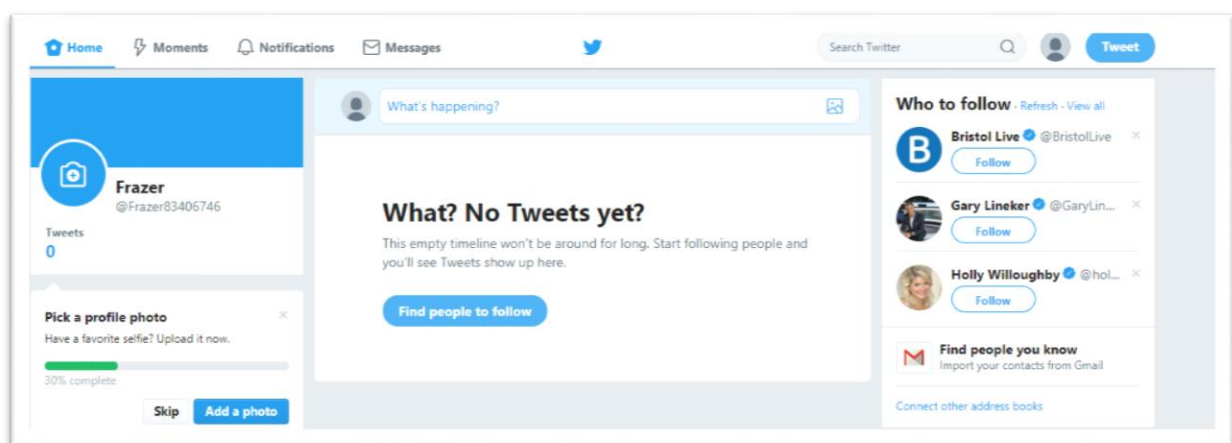 Home Moments Notifications Messages Search Twitter Tweet
Frazer
@Frazer83406746
Tweets
0
Pick a profile photo
Have a favorite selfie? Upload it now.
30% complete
Skip Add a photo
What's happening?
What? No Tweets yet?
This empty timeline won't be around for long. Start following people and
you'll see Tweets show up here.
Find people to follow
Who to follow · Refresh · View all
B
Bristol Live @BristolLive
Follow
Gary Lineker @GaryLin...
Follow
Holly Willoughby @hol...
Follow
Find people you know
Import your contacts from Gmail
Connect other address books